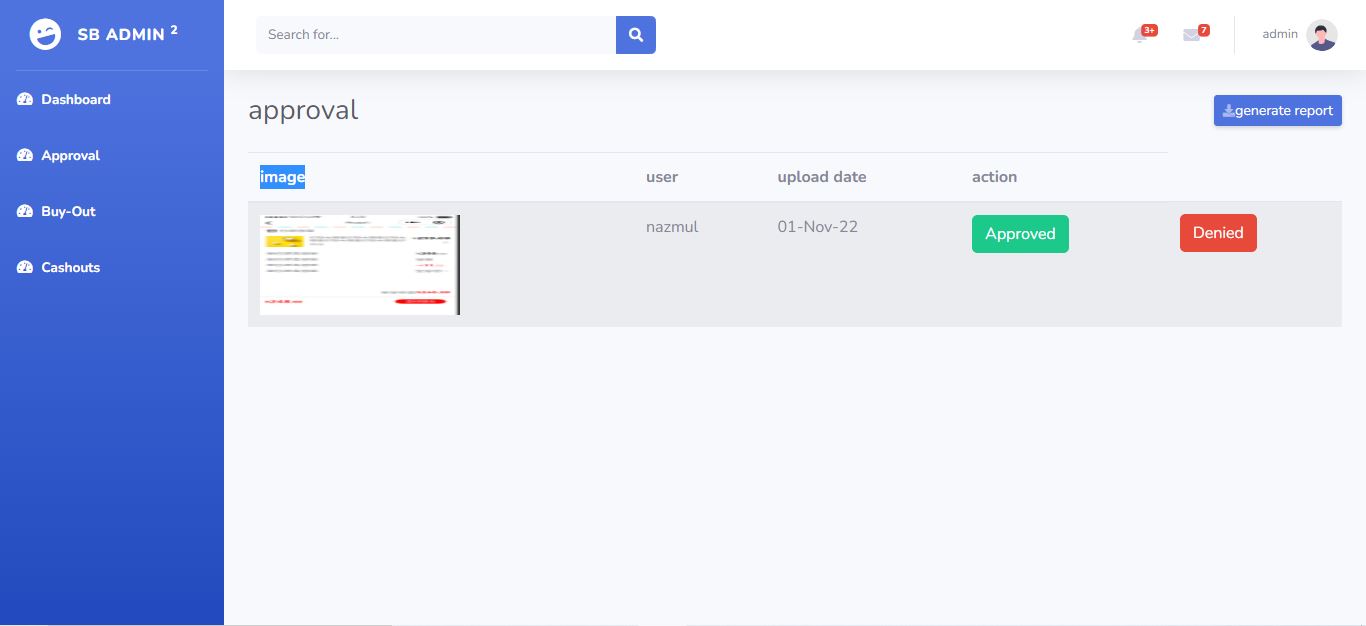 SB ADMIN 2
Search for...
3+
7
admin
Dashboard
Approval
Buy-Out
Cashouts
approval
generate report
image user upload date action
nazmul 01-Nov-22 Approved Denied